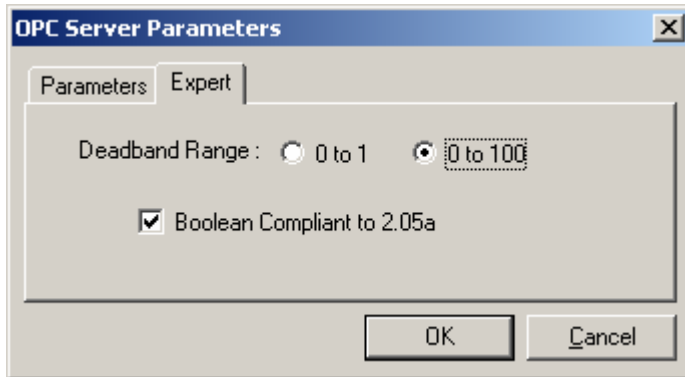 OPC Server Parameters
Parameters Expert
Deadband Range : 0 to 1 0 to 100
Boolean Compliant to 2.05a
OK Cancel